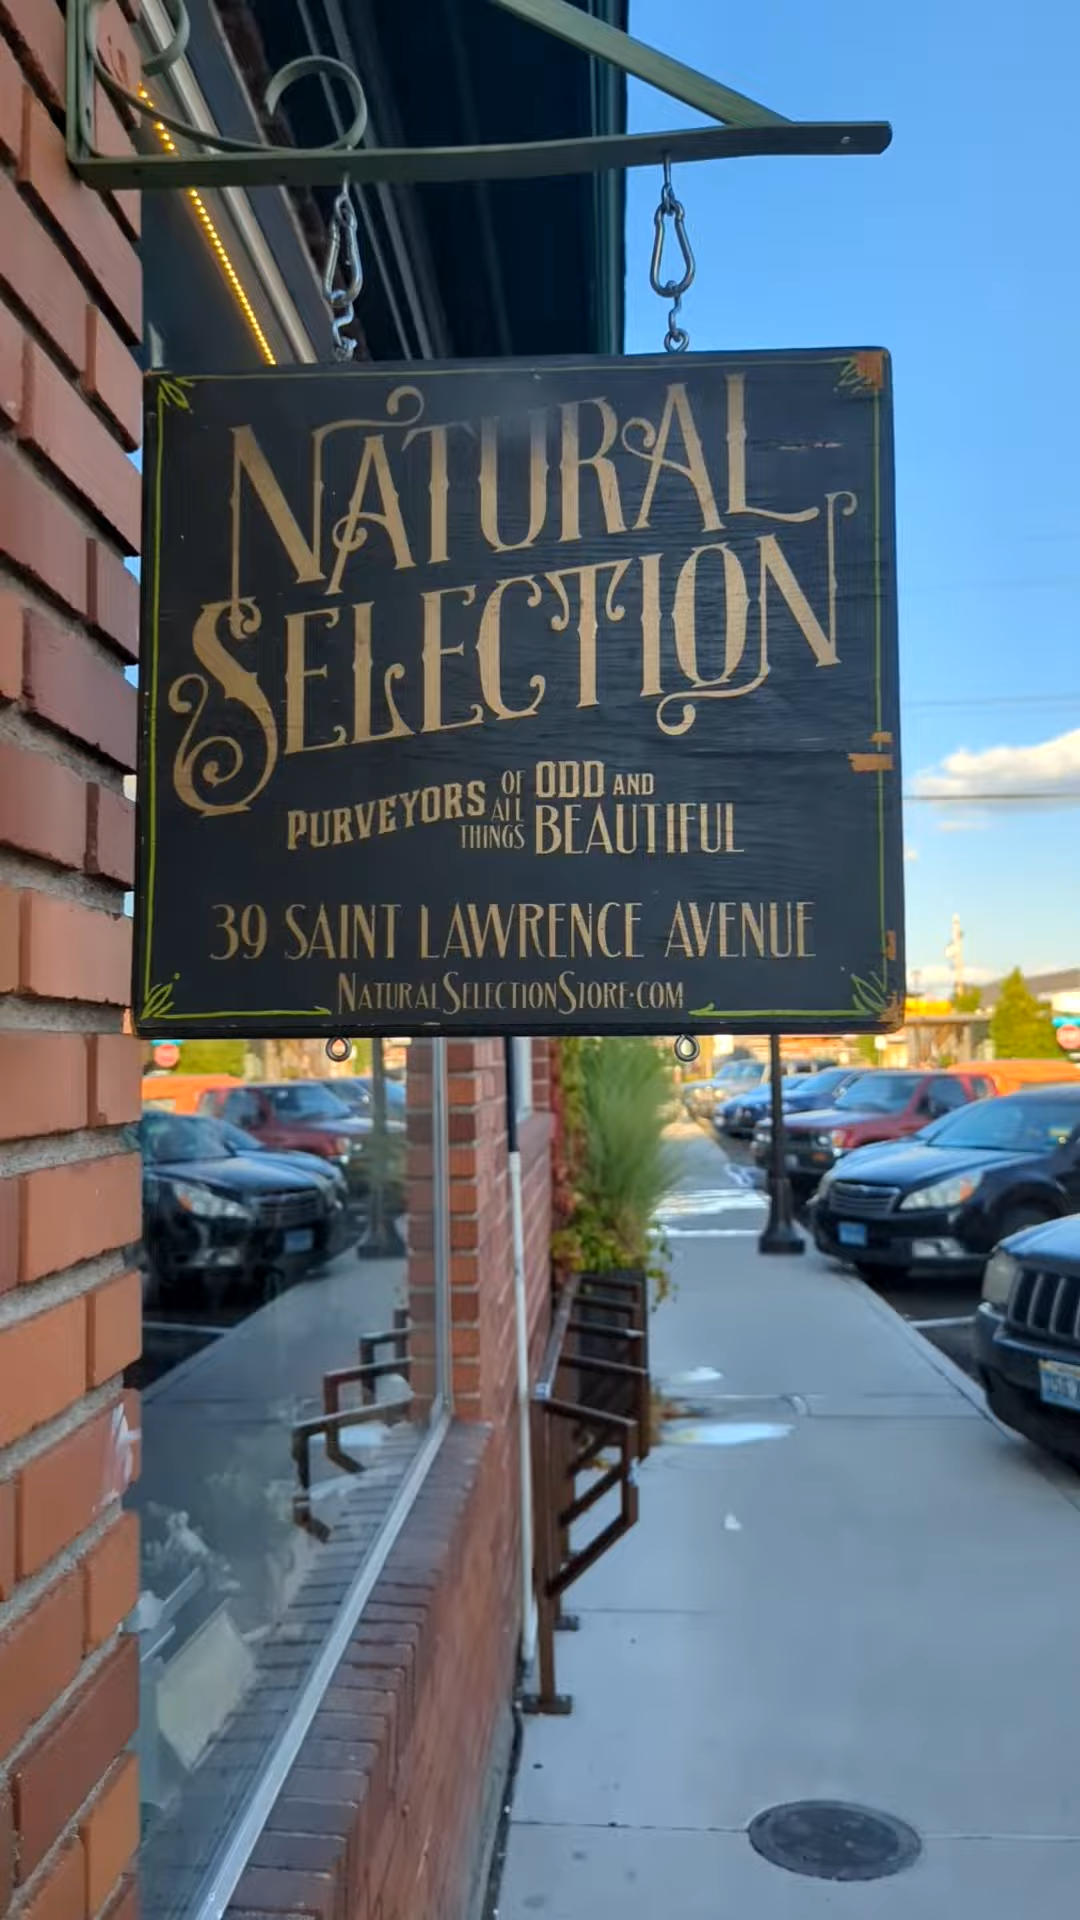 NATURAL
SELECTION
PURVEYORS OF ALL THINGS ODD AND BEAUTIFUL
39 SAINT LAWRENCE AVENUE
NATURALSELECTIONSTORE.COM